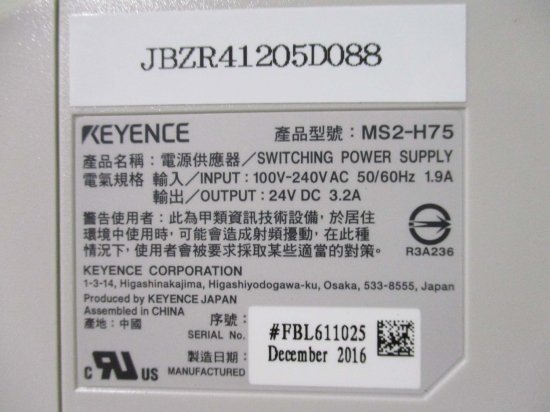 JBZR41205D088
KEYENCE 產品型號：MS2-H75
產品名稱：電源供應器／SWITCHING POWER SUPPLY
電氣規格 輸入／INPUT：100V-240V AC 50/60Hz 1.9A
輸出／OUTPUT：24V DC 3.2A
警告使用者：此為甲類資訊技術設備，於居住
環境中使用時，可能會造成射頻擾動，在此種
情況下，使用者會被要求採取某些適當的對策。
R3A236
KEYENCE CORPORATION
1-3-14, Higashinakajima, Higashiyodogawa-ku, Osaka, 533-8555, Japan
Produced by KEYENCE JAPAN
Assembled in CHINA
產地：中國
序號：
SERIAL No.
#FBL611025
製造日期：
MANUFACTURED
December 2016
c RU US